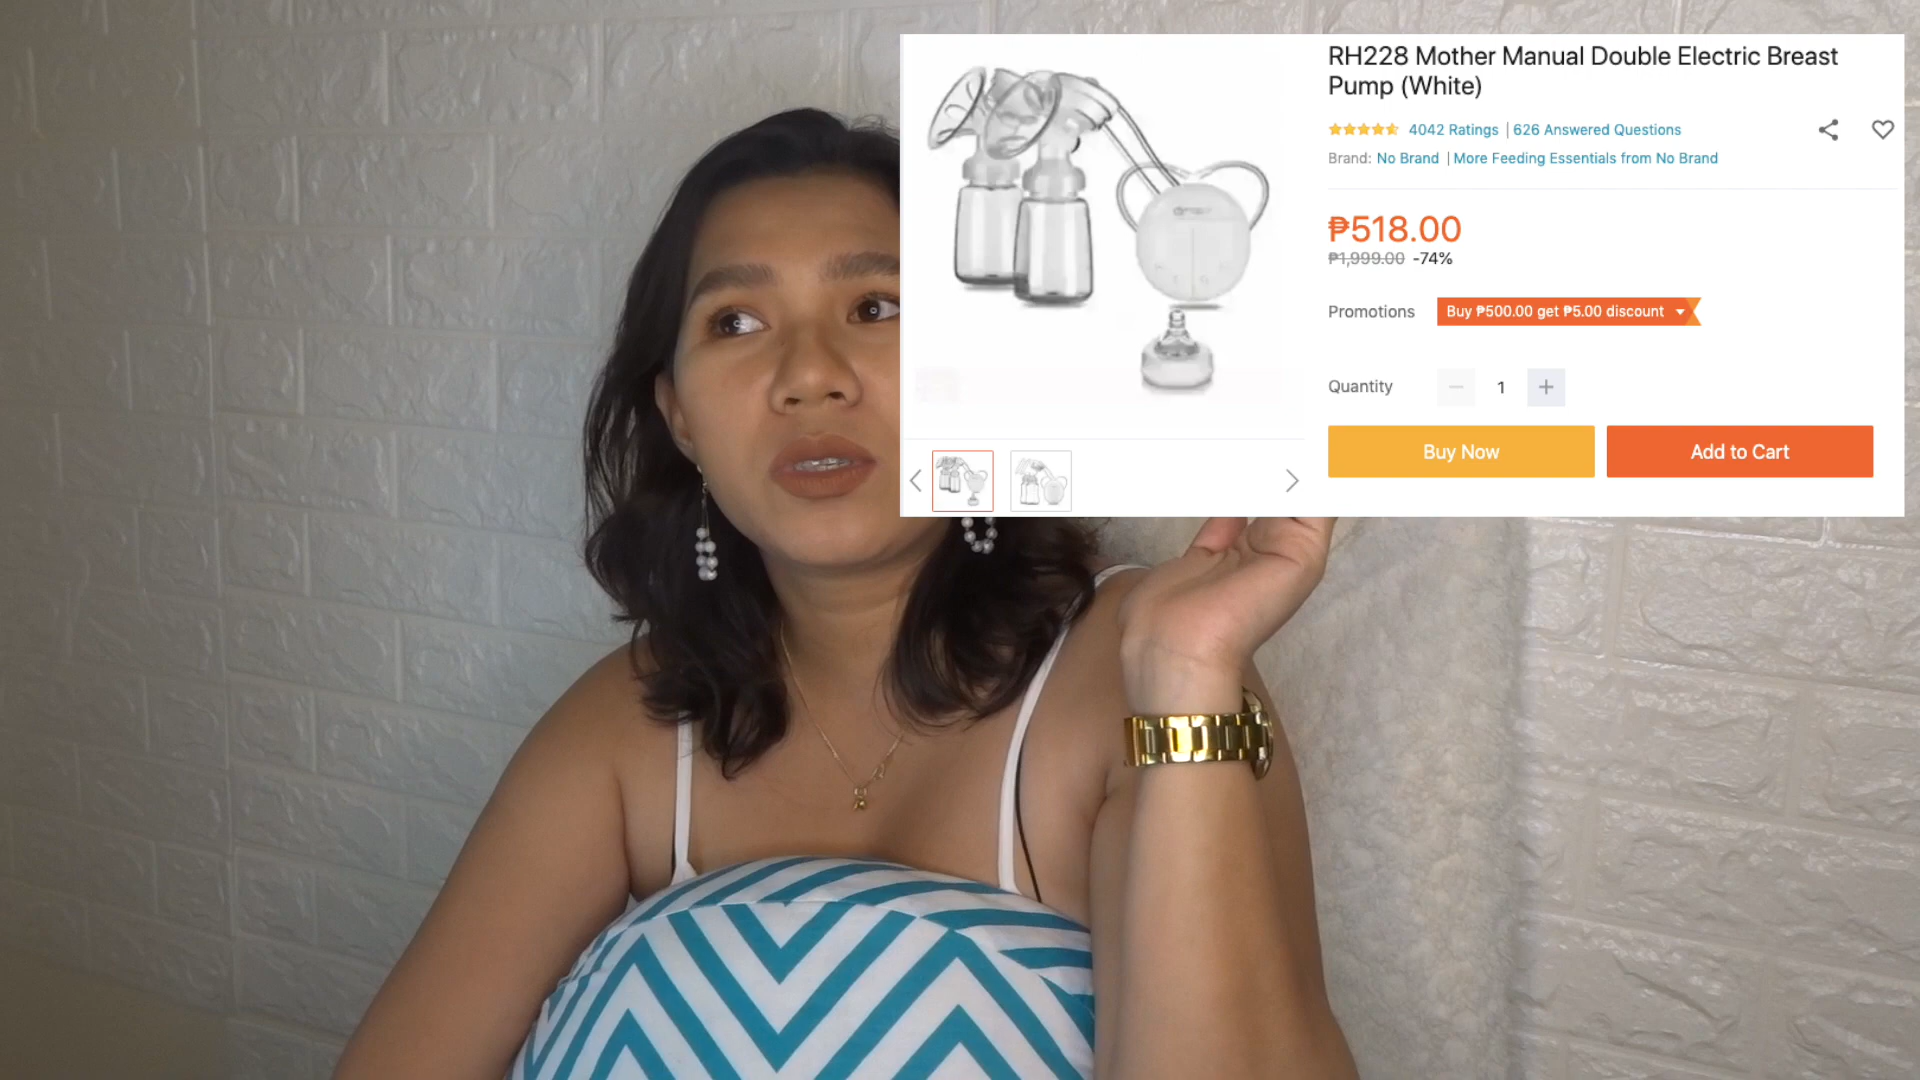 RH228 Mother Manual Double Electric Breast
Pump (White)
4042 Ratings | 626 Answered Questions
Brand: No Brand | More Feeding Essentials from No Brand
₱518.00
₱1,999.00 -74%
Promotions Buy ₱500.00 get ₱5.00 discount
Quantity − 1 +
Buy Now Add to Cart